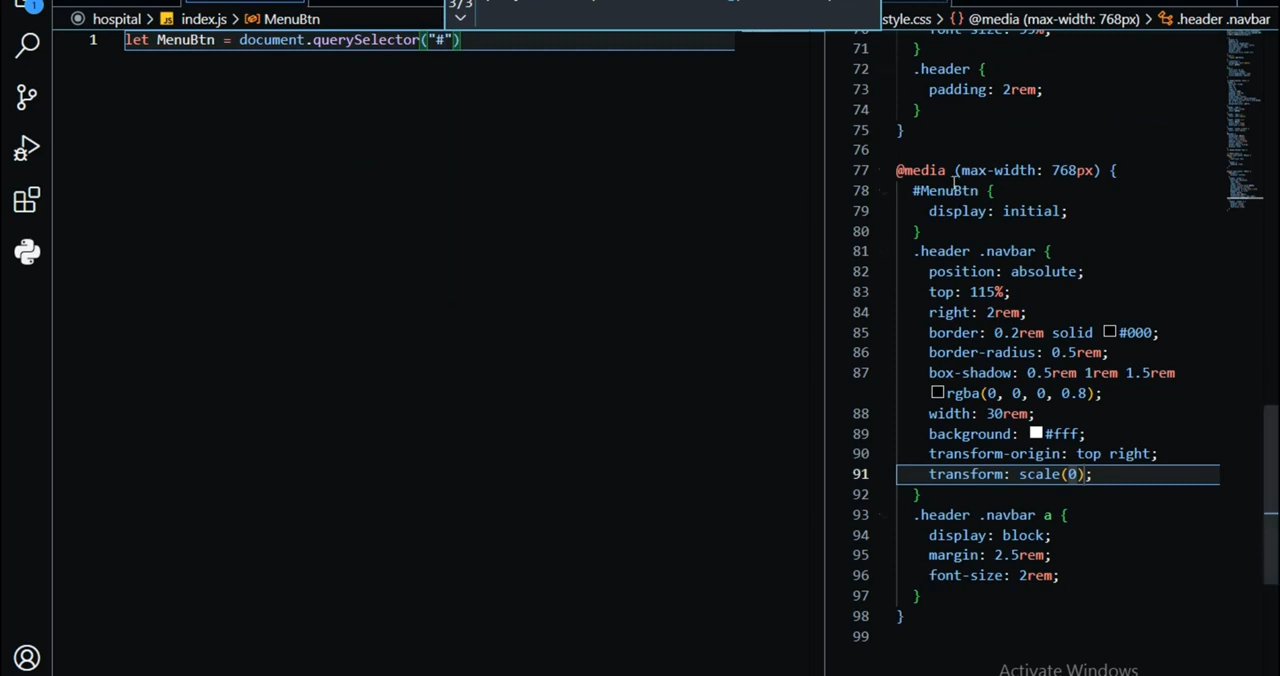 1
3/3
hospital > index.js > MenuBtn
1 let MenuBtn = document.querySelector("#")
style.css > {} @media (max-width: 768px) > .header .navbar
71 }
72 .header {
73 padding: 2rem;
74 }
75 }
76
77 @media (max-width: 768px) {
78 #MenuBtn {
79 display: initial;
80 }
81 .header .navbar {
82 position: absolute;
83 top: 115%;
84 right: 2rem;
85 border: 0.2rem solid #000;
86 border-radius: 0.5rem;
87 box-shadow: 0.5rem 1rem 1.5rem
rgba(0, 0, 0, 0.8);
88 width: 30rem;
89 background: #fff;
90 transform-origin: top right;
91 transform: scale(0);
92 }
93 .header .navbar a {
94 display: block;
95 margin: 2.5rem;
96 font-size: 2rem;
97 }
98 }
99
Activate Windows